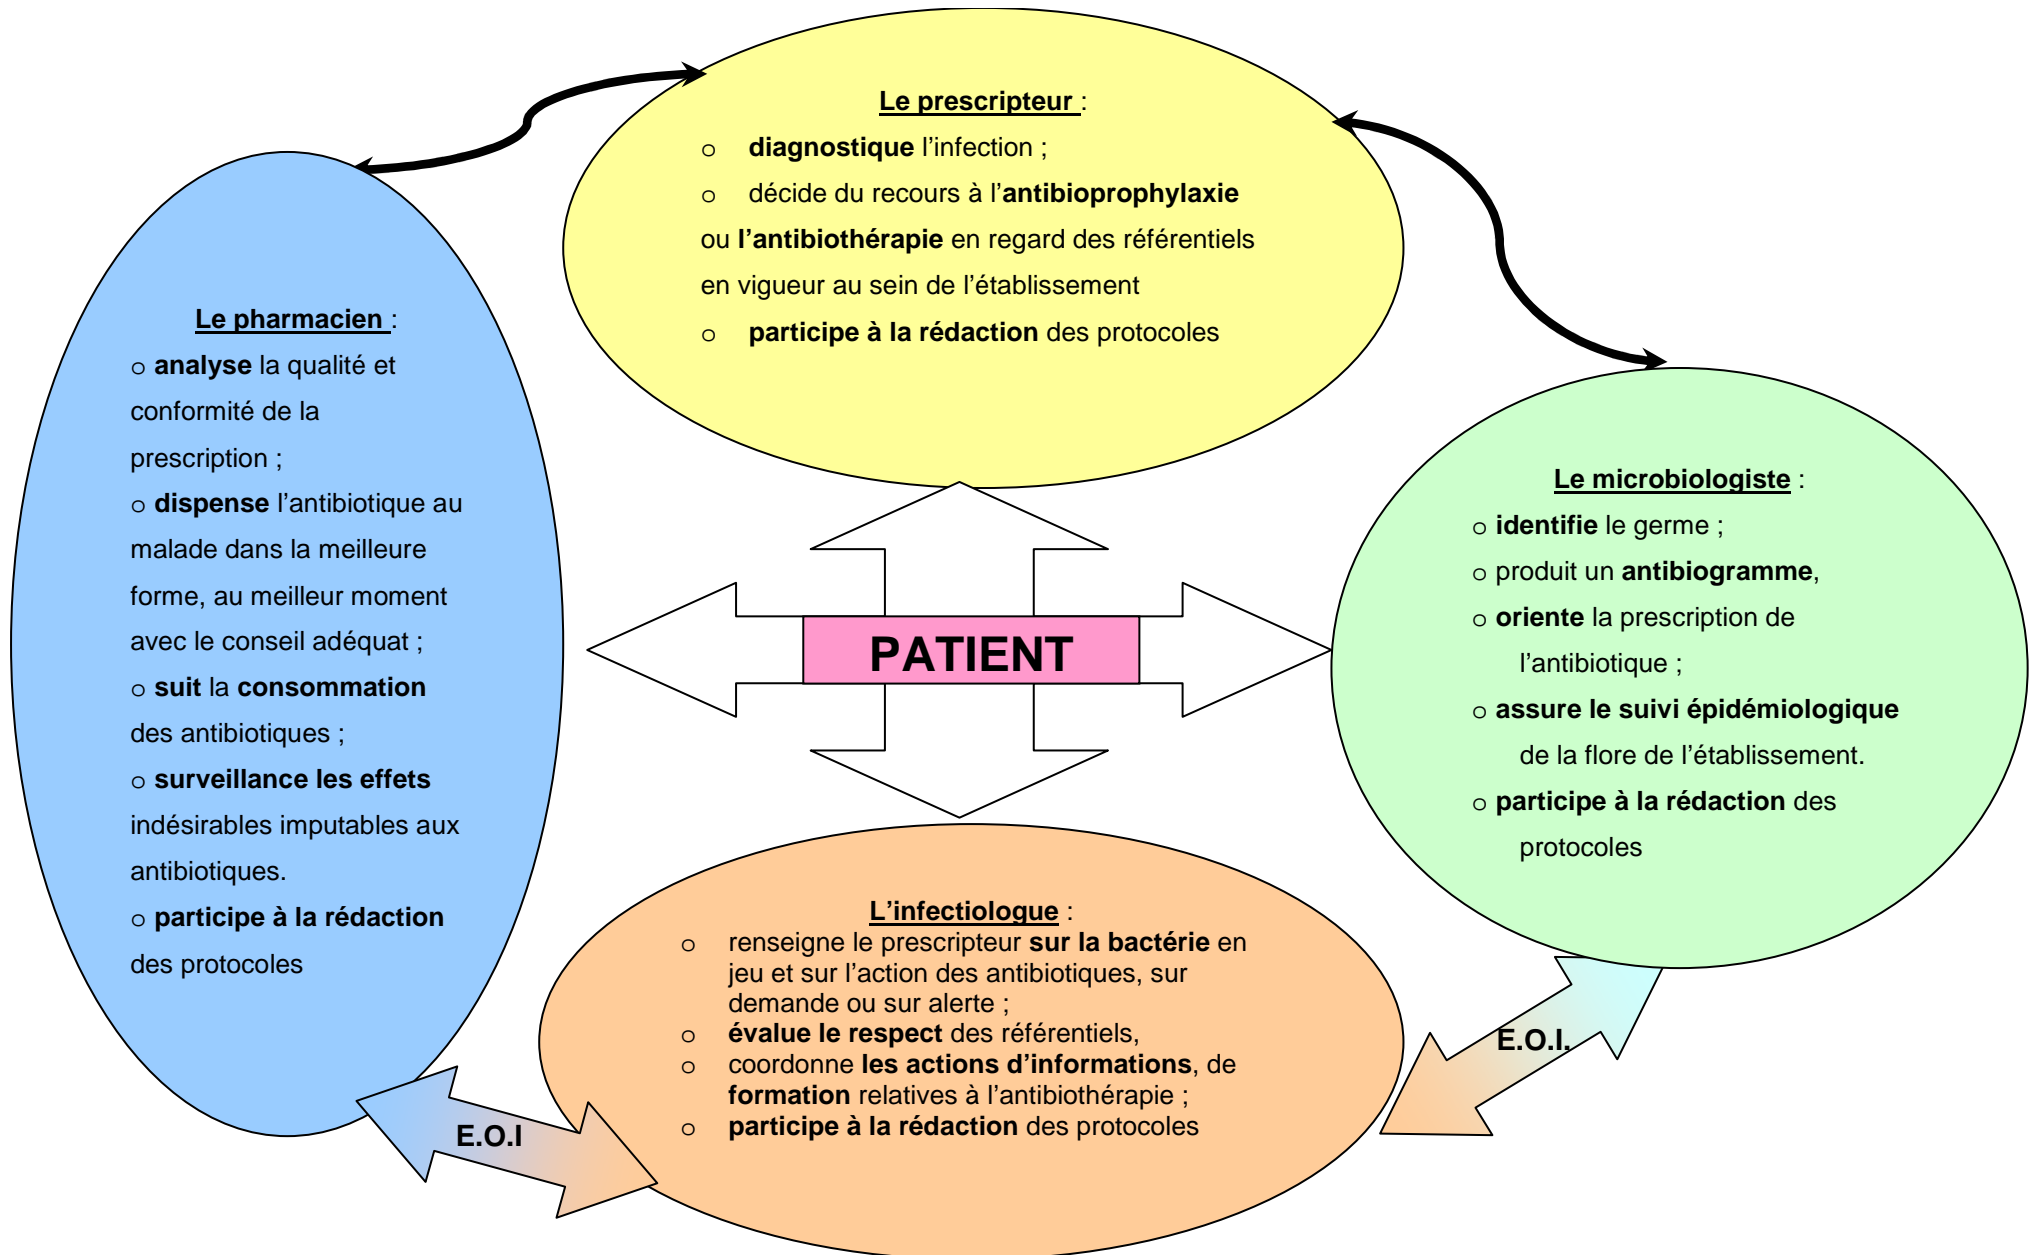 Le prescripteur :
o diagnostique l’infection ;
o décide du recours à l’antibioprophylaxie
ou l’antibiothérapie en regard des référentiels
en vigueur au sein de l’établissement
o participe à la rédaction des protocoles
Le pharmacien :
o analyse la qualité et
conformité de la
prescription ;
o dispense l’antibiotique au
malade dans la meilleure
forme, au meilleur moment
avec le conseil adéquat ;
o suit la consommation
des antibiotiques ;
o surveillance les effets
indésirables imputables aux
antibiotiques.
o participe à la rédaction
des protocoles
PATIENT
Le microbiologiste :
o identifie le germe ;
o produit un antibiogramme,
o oriente la prescription de
l’antibiotique ;
o assure le suivi épidémiologique
de la flore de l’établissement.
o participe à la rédaction des
protocoles
L’infectiologue :
o renseigne le prescripteur sur la bactérie en
jeu et sur l’action des antibiotiques, sur
demande ou sur alerte ;
o évalue le respect des référentiels,
o coordonne les actions d’informations, de
formation relatives à l’antibiothérapie ;
o participe à la rédaction des protocoles
E.O.I
E.O.I.